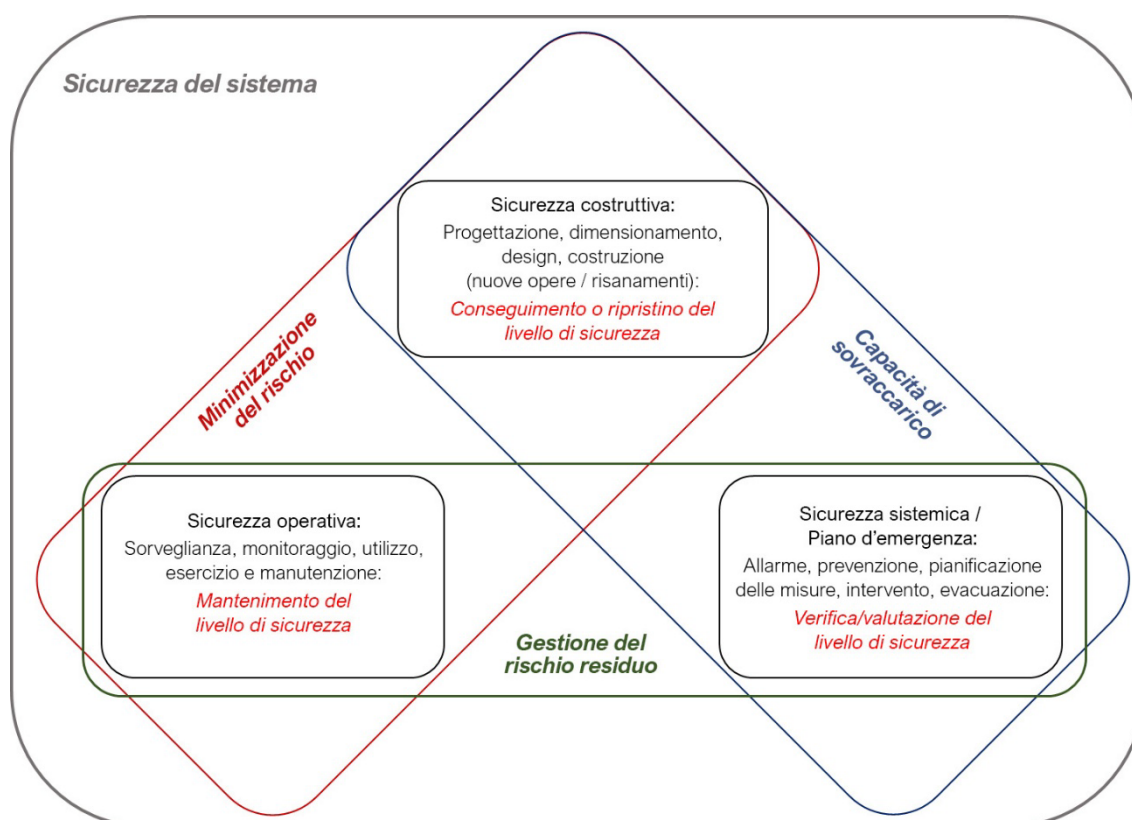 Sicurezza del sistema
Sicurezza costruttiva:
Progettazione, dimensionamento,
design, costruzione
(nuove opere / risanamenti):
Conseguimento o ripristino del
livello di sicurezza
Minimizzazione
del rischio
Capacità di
sovraccarico
Sicurezza operativa:
Sorveglianza, monitoraggio, utilizzo,
esercizio e manutenzione:
Mantenimento del
livello di sicurezza
Sicurezza sistemica /
Piano d'emergenza:
Allarme, prevenzione, pianificazione
delle misure, intervento, evacuazione:
Verifica/valutazione del
livello di sicurezza
Gestione del
rischio residuo